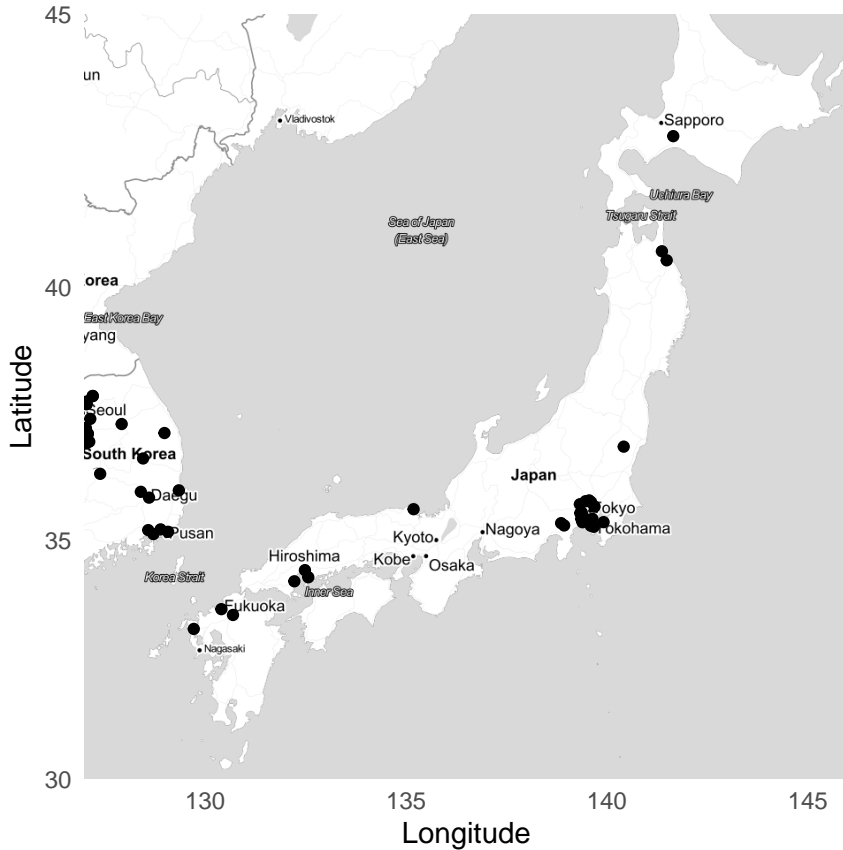 45
un
Vladivostok
Sapporo
Uchiura Bay
Tsugaru Strait
Sea of Japan
(East Sea)
40
orea
East Korea Bay
yang
Latitude
Seoul
South Korea
Japan
Daegu
Tokyo
Pusan
Yokohama
35
Nagoya
Kyoto
Kobe
Osaka
Hiroshima
Korea Strait
Inner Sea
Fukuoka
Nagasaki
30
130
135
140
145
Longitude